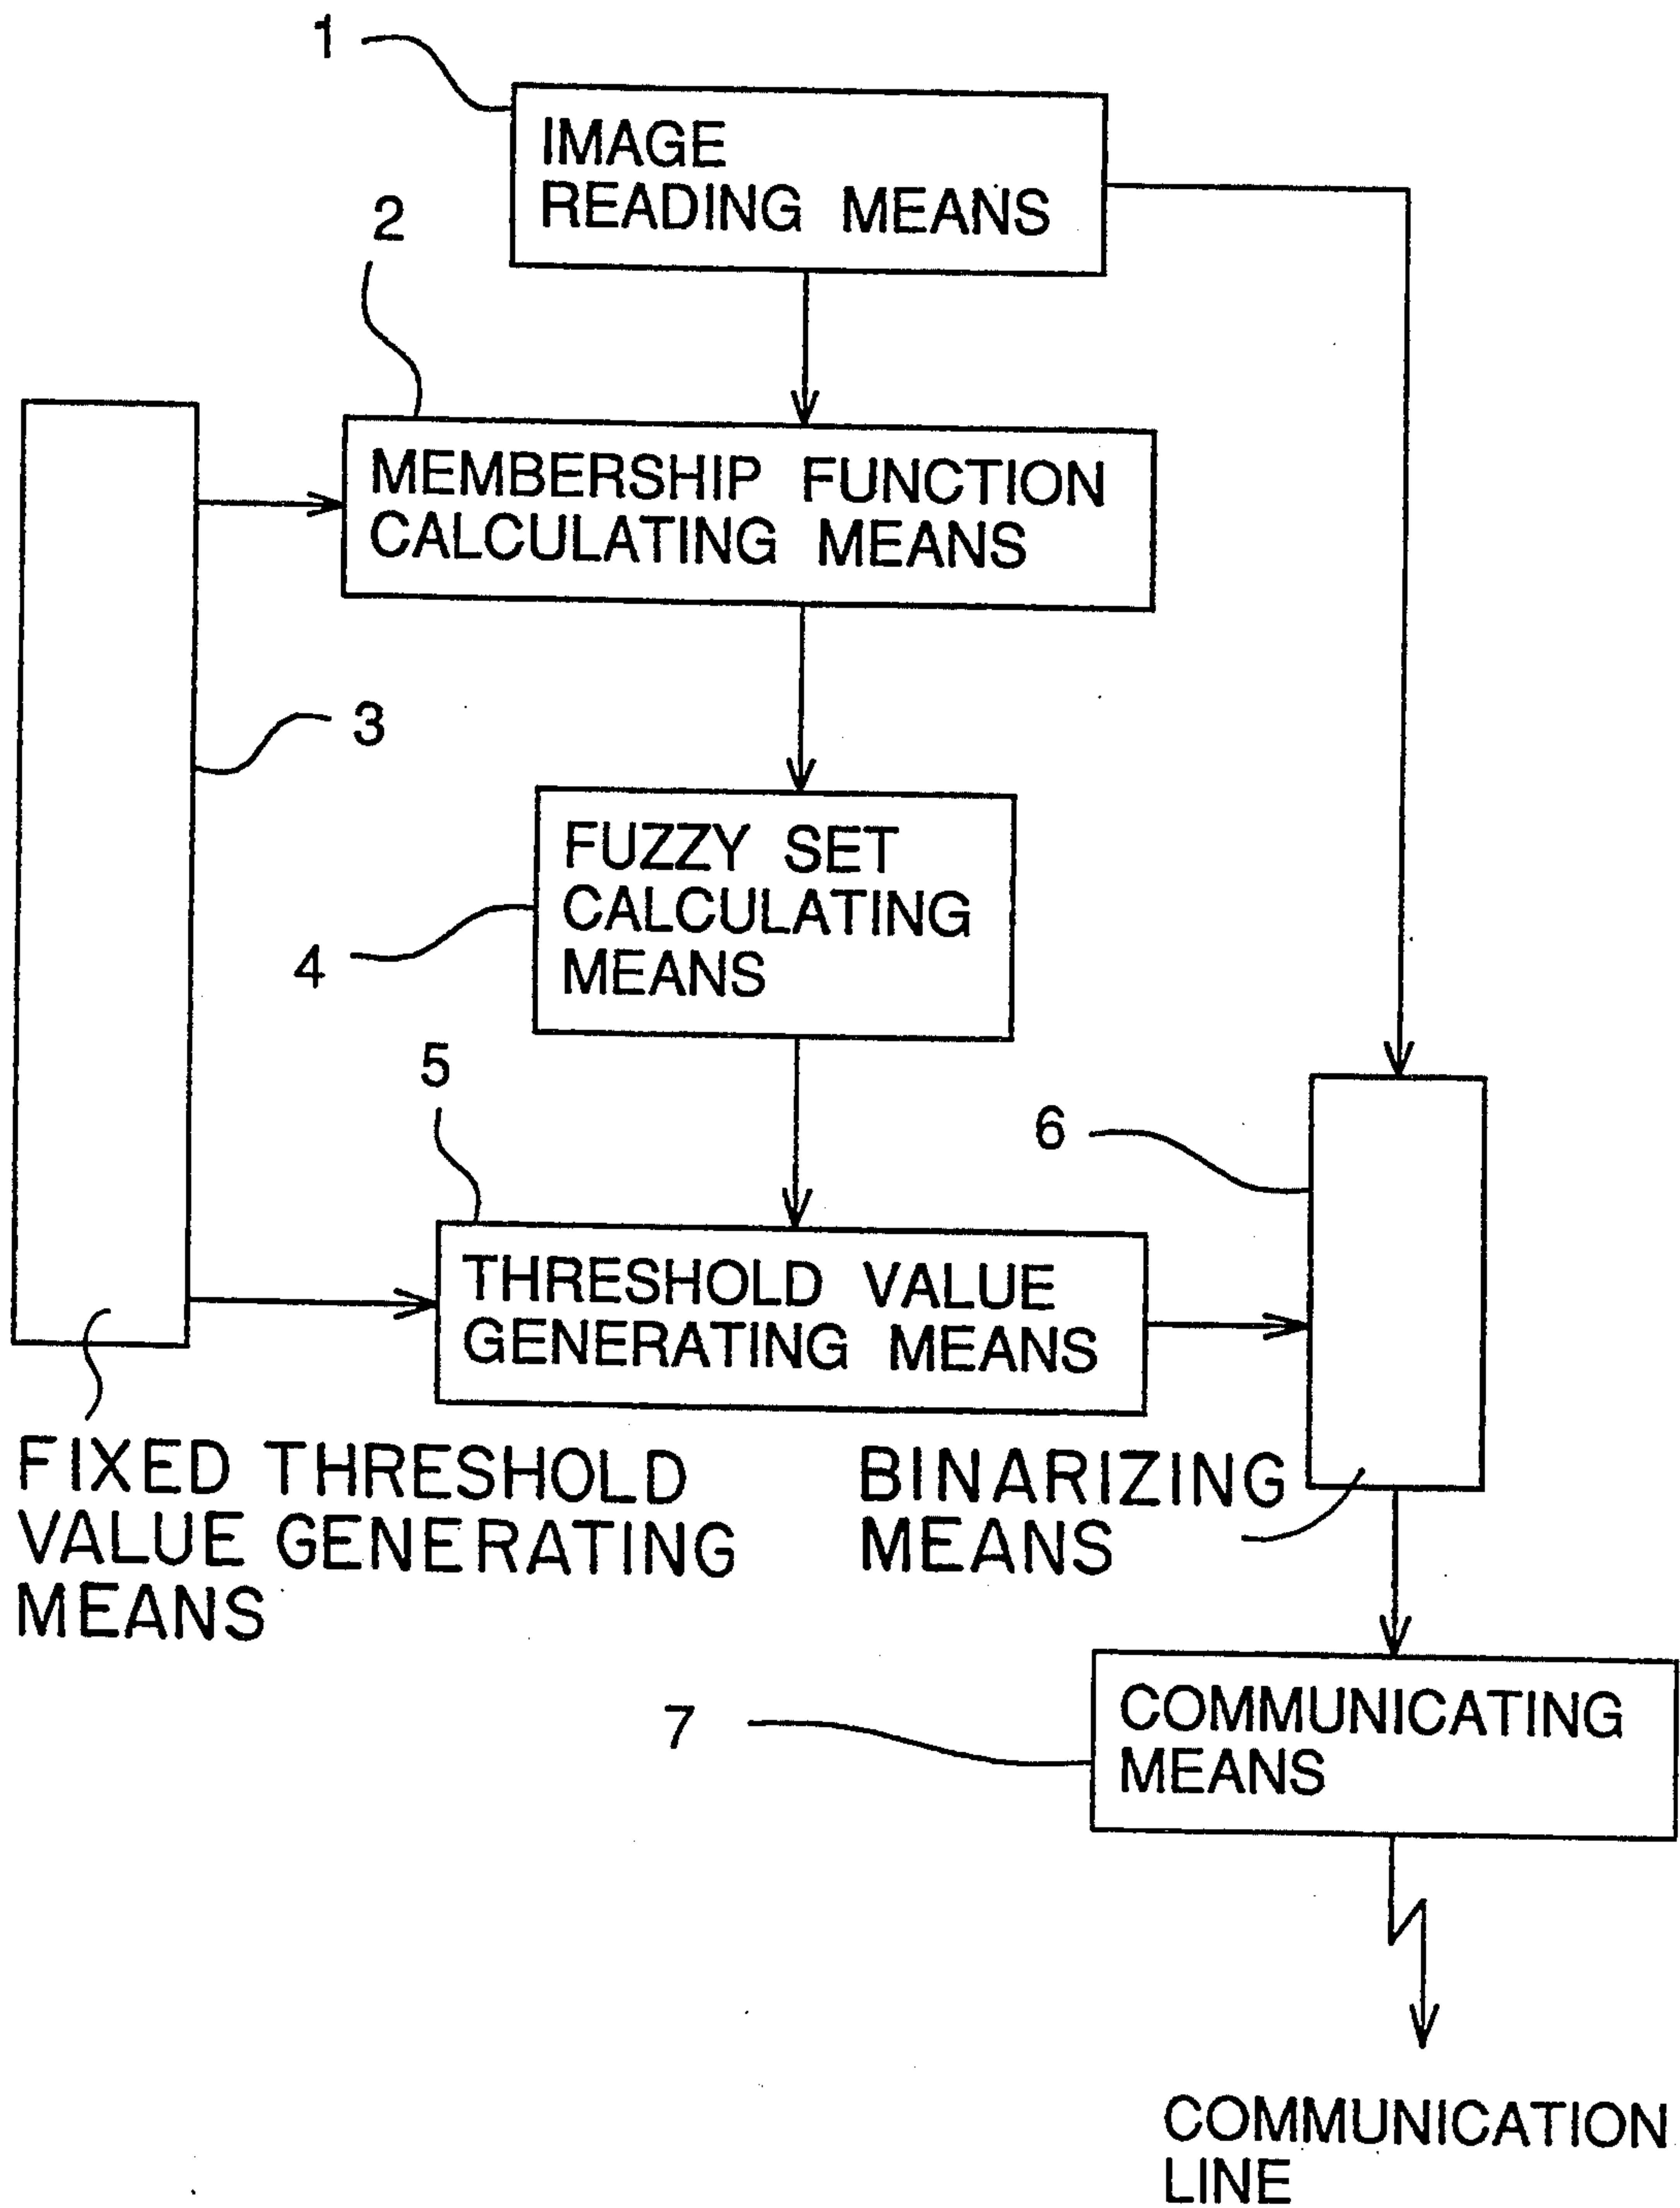 1
IMAGE
READING MEANS
2
MEMBERSHIP FUNCTION
CALCULATING MEANS
3
FUZZY SET
CALCULATING
MEANS
4
5
6
THRESHOLD VALUE
GENERATING MEANS
FIXED THRESHOLD
VALUE GENERATING
MEANS
BINARIZING
MEANS
7
COMMUNICATING
MEANS
COMMUNICATION
LINE